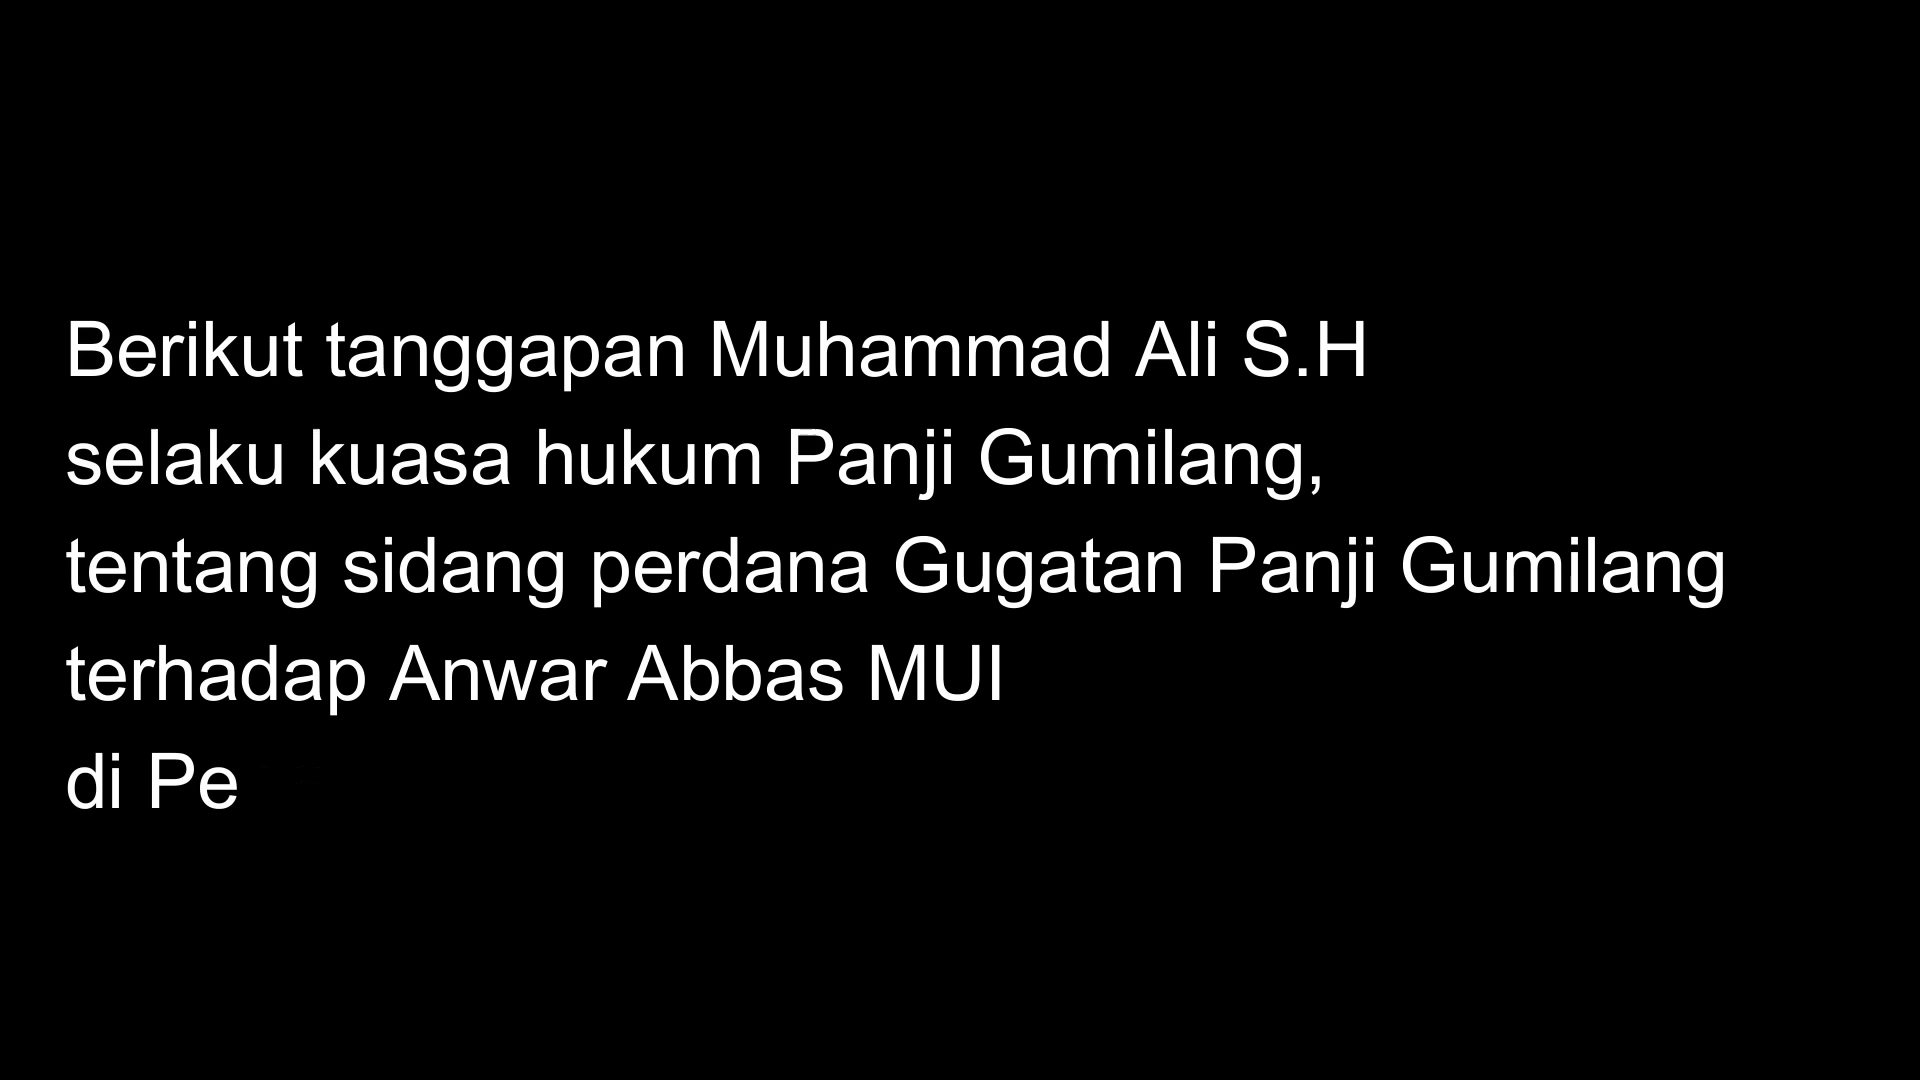 Berikut tanggapan Muhammad Ali S.H
selaku kuasa hukum Panji Gumilang,
tentang sidang perdana Gugatan Panji Gumilang
terhadap Anwar Abbas MUI
di Pe